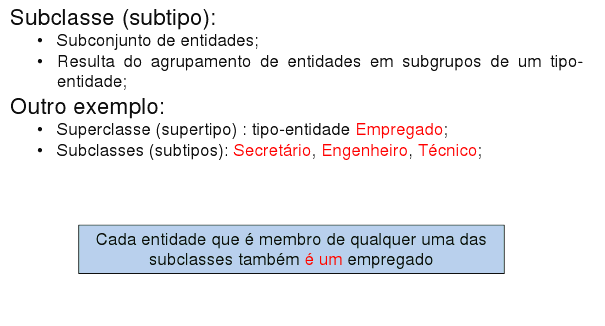 Subclasse (subtipo):
• Subconjunto de entidades;
• Resulta do agrupamento de entidades em subgrupos de um tipo-
entidade;
Outro exemplo:
• Superclasse (supertipo) : tipo-entidade Empregado;
• Subclasses (subtipos): Secretário, Engenheiro, Técnico;
Cada entidade que é membro de qualquer uma das
subclasses também é um empregado